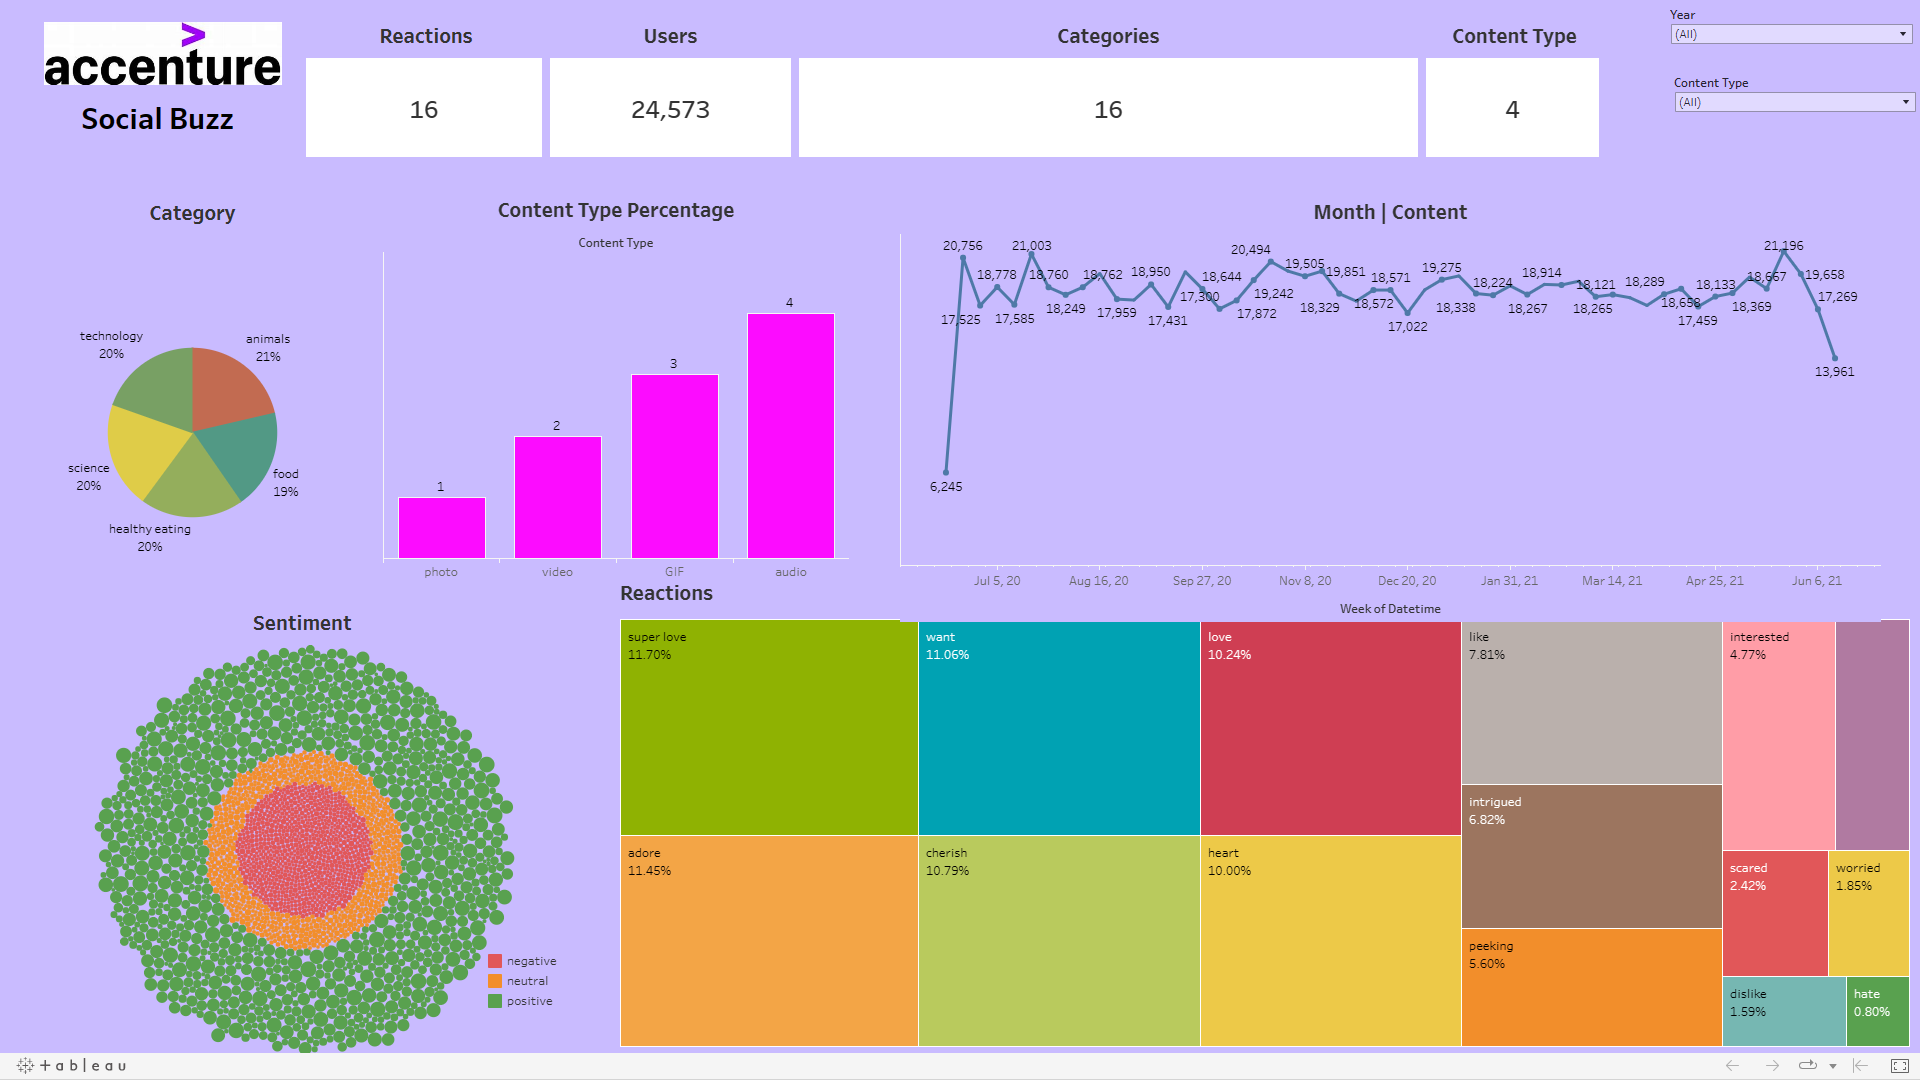 accenture
Social Buzz
Reactions
16
Users
24,573
Categories
16
Content Type
4
Year
(All)
Content Type
(All)
Category
technology
20%
animals
21%
science
20%
food
19%
healthy eating
20%
Content Type Percentage
Content Type
1
2
3
4
photo
video
GIF
audio
Month | Content
20,756
21,003
20,494
21,196
18,778
18,760
18,762
18,950
18,644
19,505
19,851
18,571
19,275
18,224
18,914
18,121
18,289
18,133
18,667
19,658
17,525
17,585
18,249
17,959
17,431
17,300
17,872
19,242
18,329
18,572
17,022
18,338
18,267
18,265
18,658
17,459
18,369
17,269
13,961
6,245
Jul 5, 20
Aug 16, 20
Sep 27, 20
Nov 8, 20
Dec 20, 20
Jan 31, 21
Mar 14, 21
Apr 25, 21
Jun 6, 21
Week of Datetime
Sentiment
negative
neutral
positive
Reactions
super love
11.70%
want
11.06%
love
10.24%
like
7.81%
interested
4.77%
adore
11.45%
cherish
10.79%
heart
10.00%
intrigued
6.82%
peeking
5.60%
scared
2.42%
worried
1.85%
dislike
1.59%
hate
0.80%
+ a b | e a u